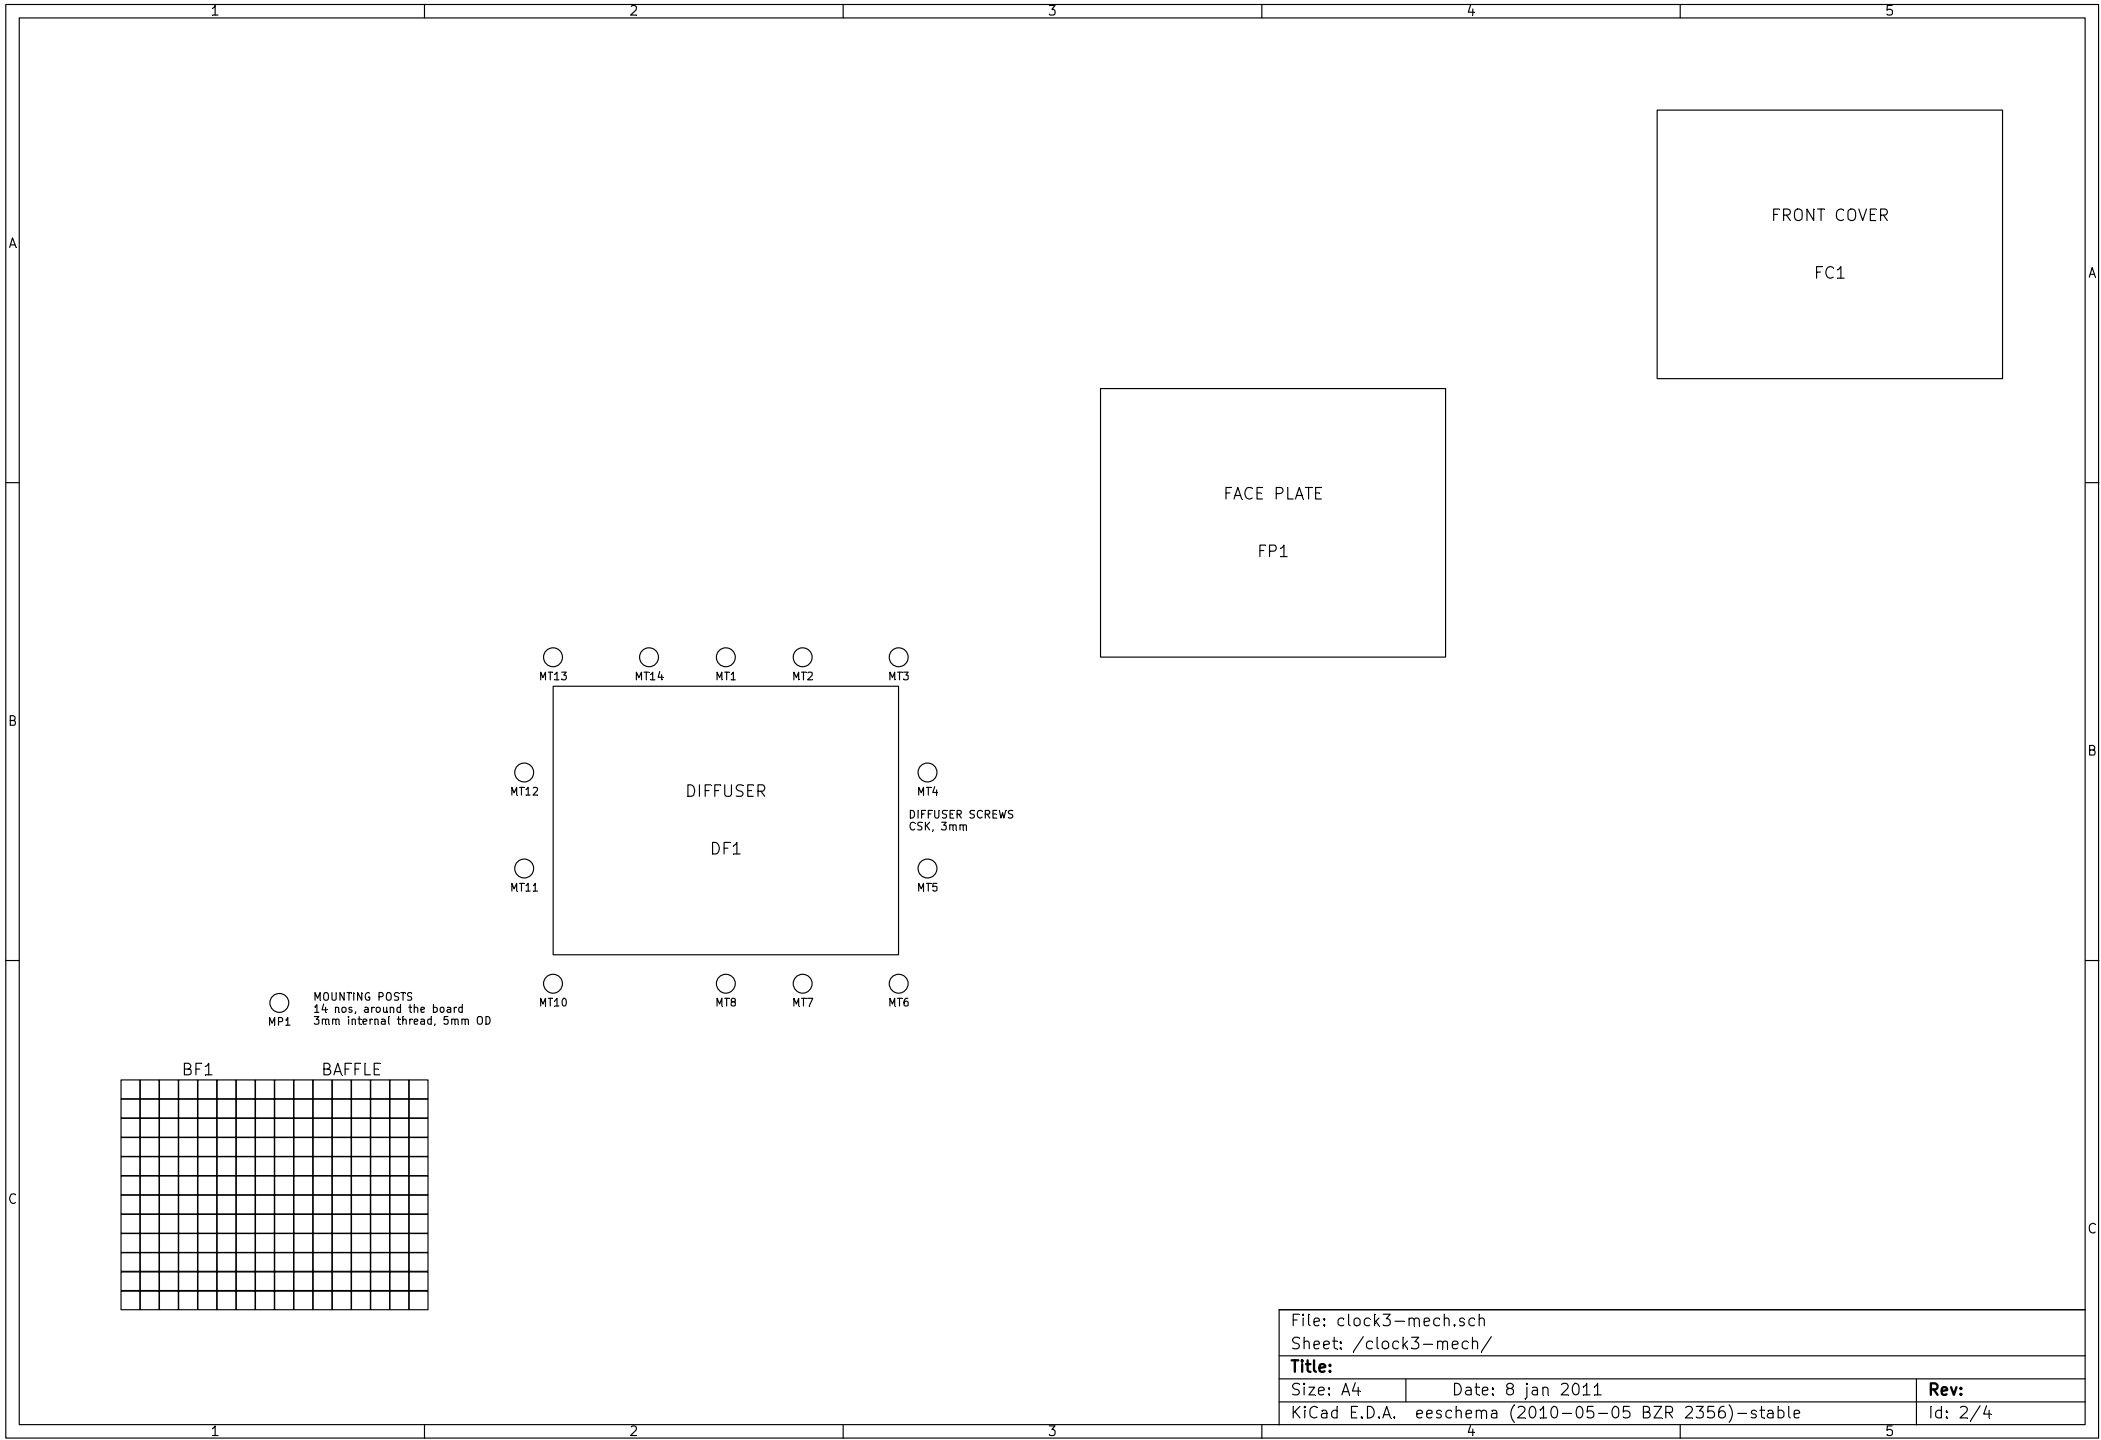 1 2 3 4 5
A
A
FRONT COVER
FC1
FACE PLATE
FP1
MT13 MT14 MT1 MT2 MT3
B
B
DIFFUSER
MT12
MT4
DIFFUSER SCREWS
CSK, 3mm
DF1
MT11
MT5
MT10 MT8 MT7 MT6
MP1
MOUNTING POSTS
14 nos, around the board
3mm internal thread, 5mm OD
BF1 BAFFLE
C
C
File: clock3-mech.sch
Sheet: /clock3-mech/
Title:
Size: A4 Date: 8 jan 2011 Rev:
KiCad E.D.A. eeschema (2010-05-05 BZR 2356)-stable Id: 2/4
1 2 3 4 5